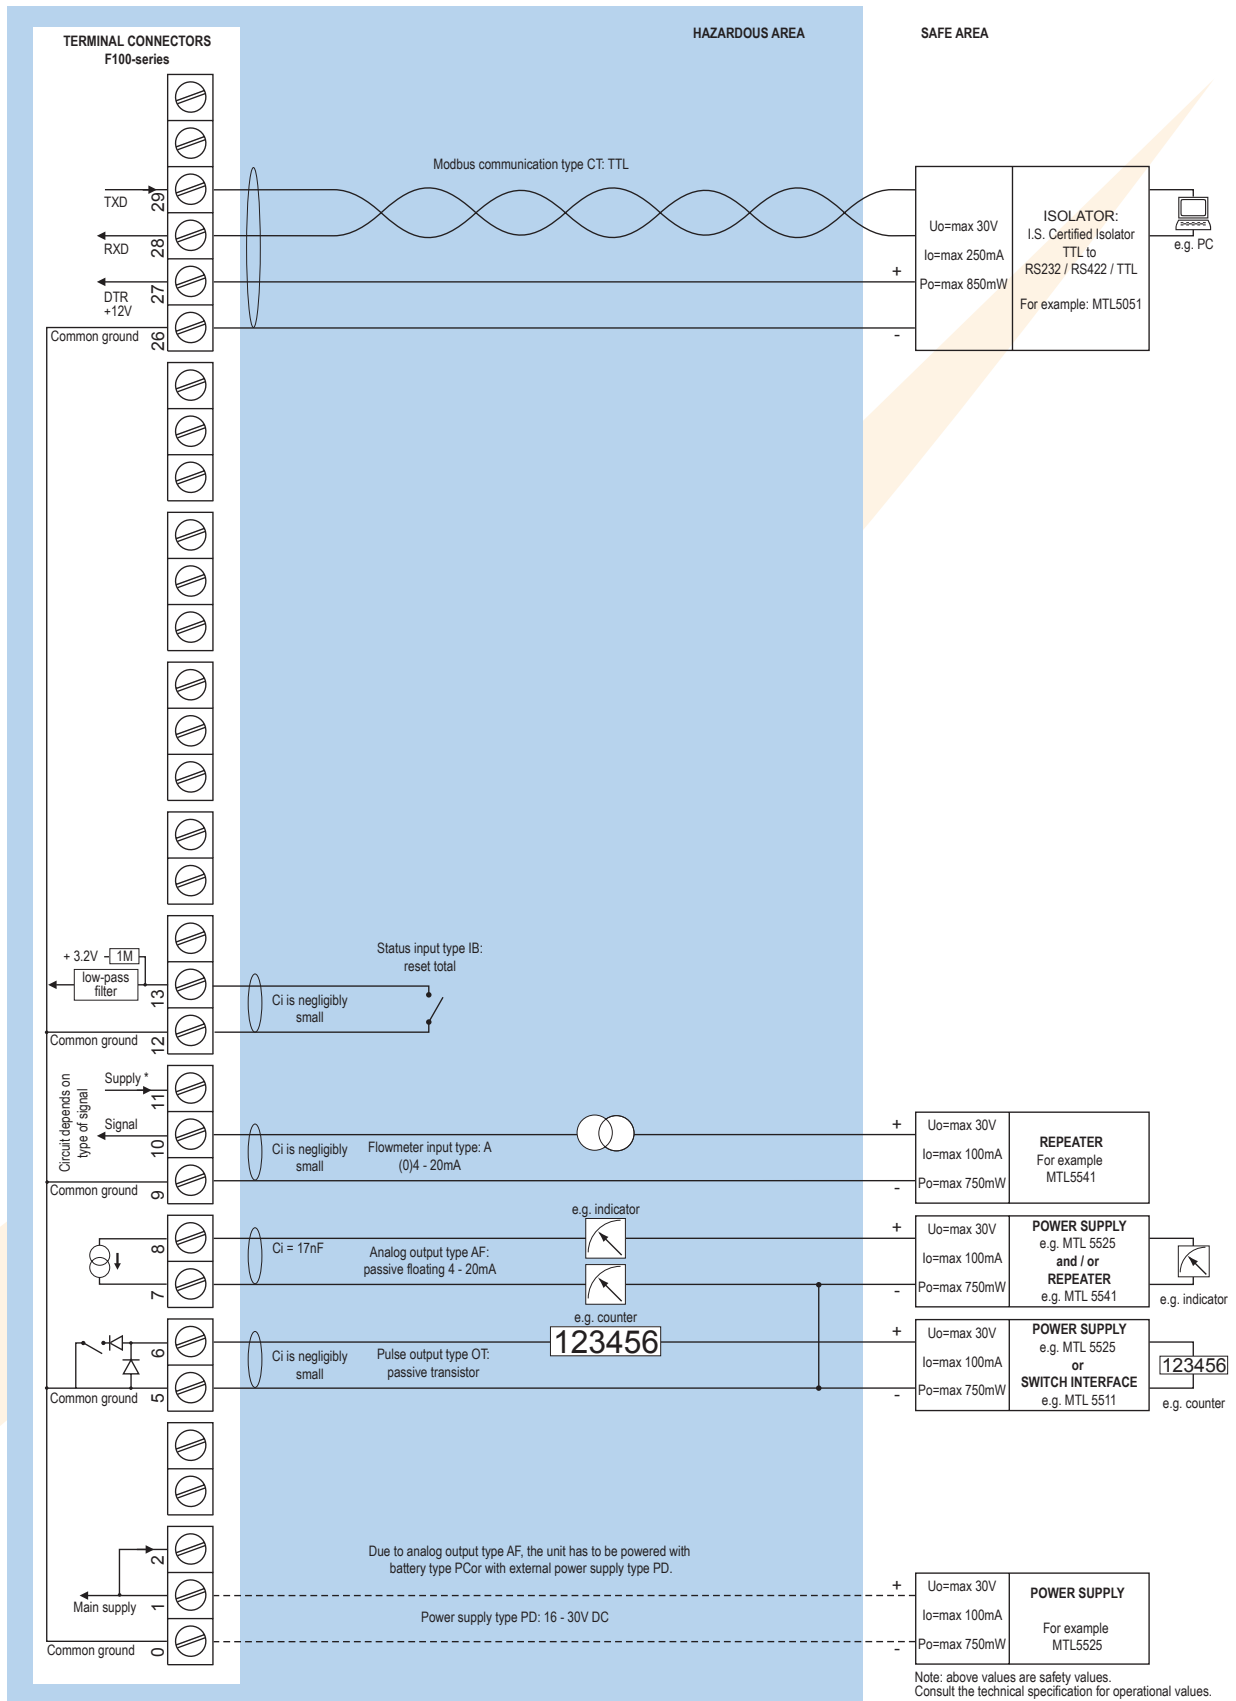 TERMINAL CONNECTORS
F100-series
HAZARDOUS AREA
SAFE AREA
Modbus communication type CT: TTL
TXD
29
RXD
28
DTR
+12V
27
Common ground
26
+
-
Uo=max 30V
Io=max 250mA
Po=max 850mW
ISOLATOR:
I.S. Certified Isolator
TTL to
RS232 / RS422 / TTL
For example: MTL5051
e.g. PC
+ 3.2V
1M
low-pass
filter
13
Common ground
12
Ci is negligibly
small
Status input type IB:
reset total
Circuit depends on
type of signal
Supply *
11
Signal
10
Common ground
9
Ci is negligibly
small
Flowmeter input type: A
(0)4 - 20mA
+
-
Uo=max 30V
Io=max 100mA
Po=max 750mW
REPEATER
For example
MTL5541
8
7
Ci = 17nF
Analog output type AF:
passive floating 4 - 20mA
e.g. indicator
+
-
Uo=max 30V
Io=max 100mA
Po=max 750mW
POWER SUPPLY
e.g. MTL 5525
and / or
REPEATER
e.g. MTL 5541
e.g. indicator
6
Common ground
5
Ci is negligibly
small
Pulse output type OT:
passive transistor
e.g. counter
123456
+
-
Uo=max 30V
Io=max 100mA
Po=max 750mW
POWER SUPPLY
e.g. MTL 5525
or
SWITCH INTERFACE
e.g. MTL 5511
123456
e.g. counter
2
Main supply
1
Common ground
0
Due to analog output type AF, the unit has to be powered with
battery type PCor with external power supply type PD.
Power supply type PD: 16 - 30V DC
+
-
Uo=max 30V
Io=max 100mA
Po=max 750mW
POWER SUPPLY
For example
MTL5525
Note: above values are safety values.
Consult the technical specification for operational values.